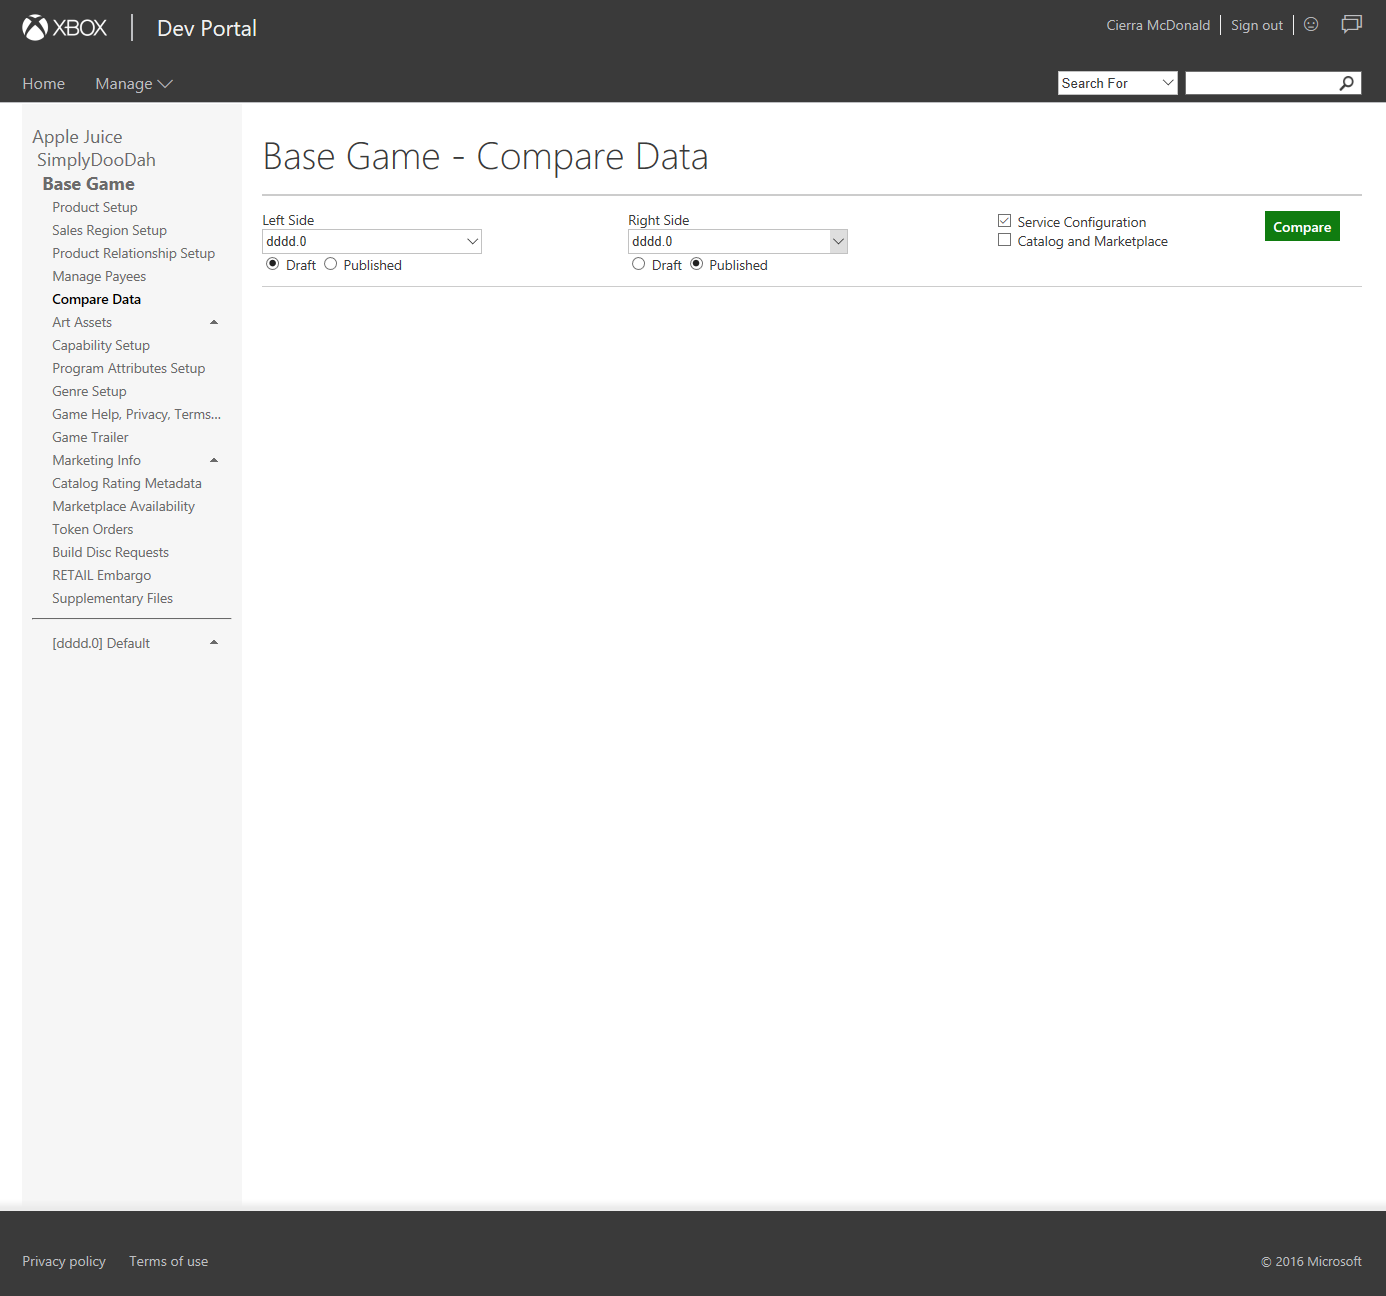 XBOX | Dev Portal
Cierra McDonald | Sign out
Home Manage
Search For
Apple Juice
SimplyDooDah
Base Game
Product Setup
Sales Region Setup
Product Relationship Setup
Manage Payees
Compare Data
Art Assets
Capability Setup
Program Attributes Setup
Genre Setup
Game Help, Privacy, Terms...
Game Trailer
Marketing Info
Catalog Rating Metadata
Marketplace Availability
Token Orders
Build Disc Requests
RETAIL Embargo
Supplementary Files
[dddd.0] Default
Base Game - Compare Data
Left Side
dddd.0
Draft Published
Right Side
dddd.0
Draft Published
Service Configuration
Catalog and Marketplace
Compare
Privacy policy Terms of use
© 2016 Microsoft